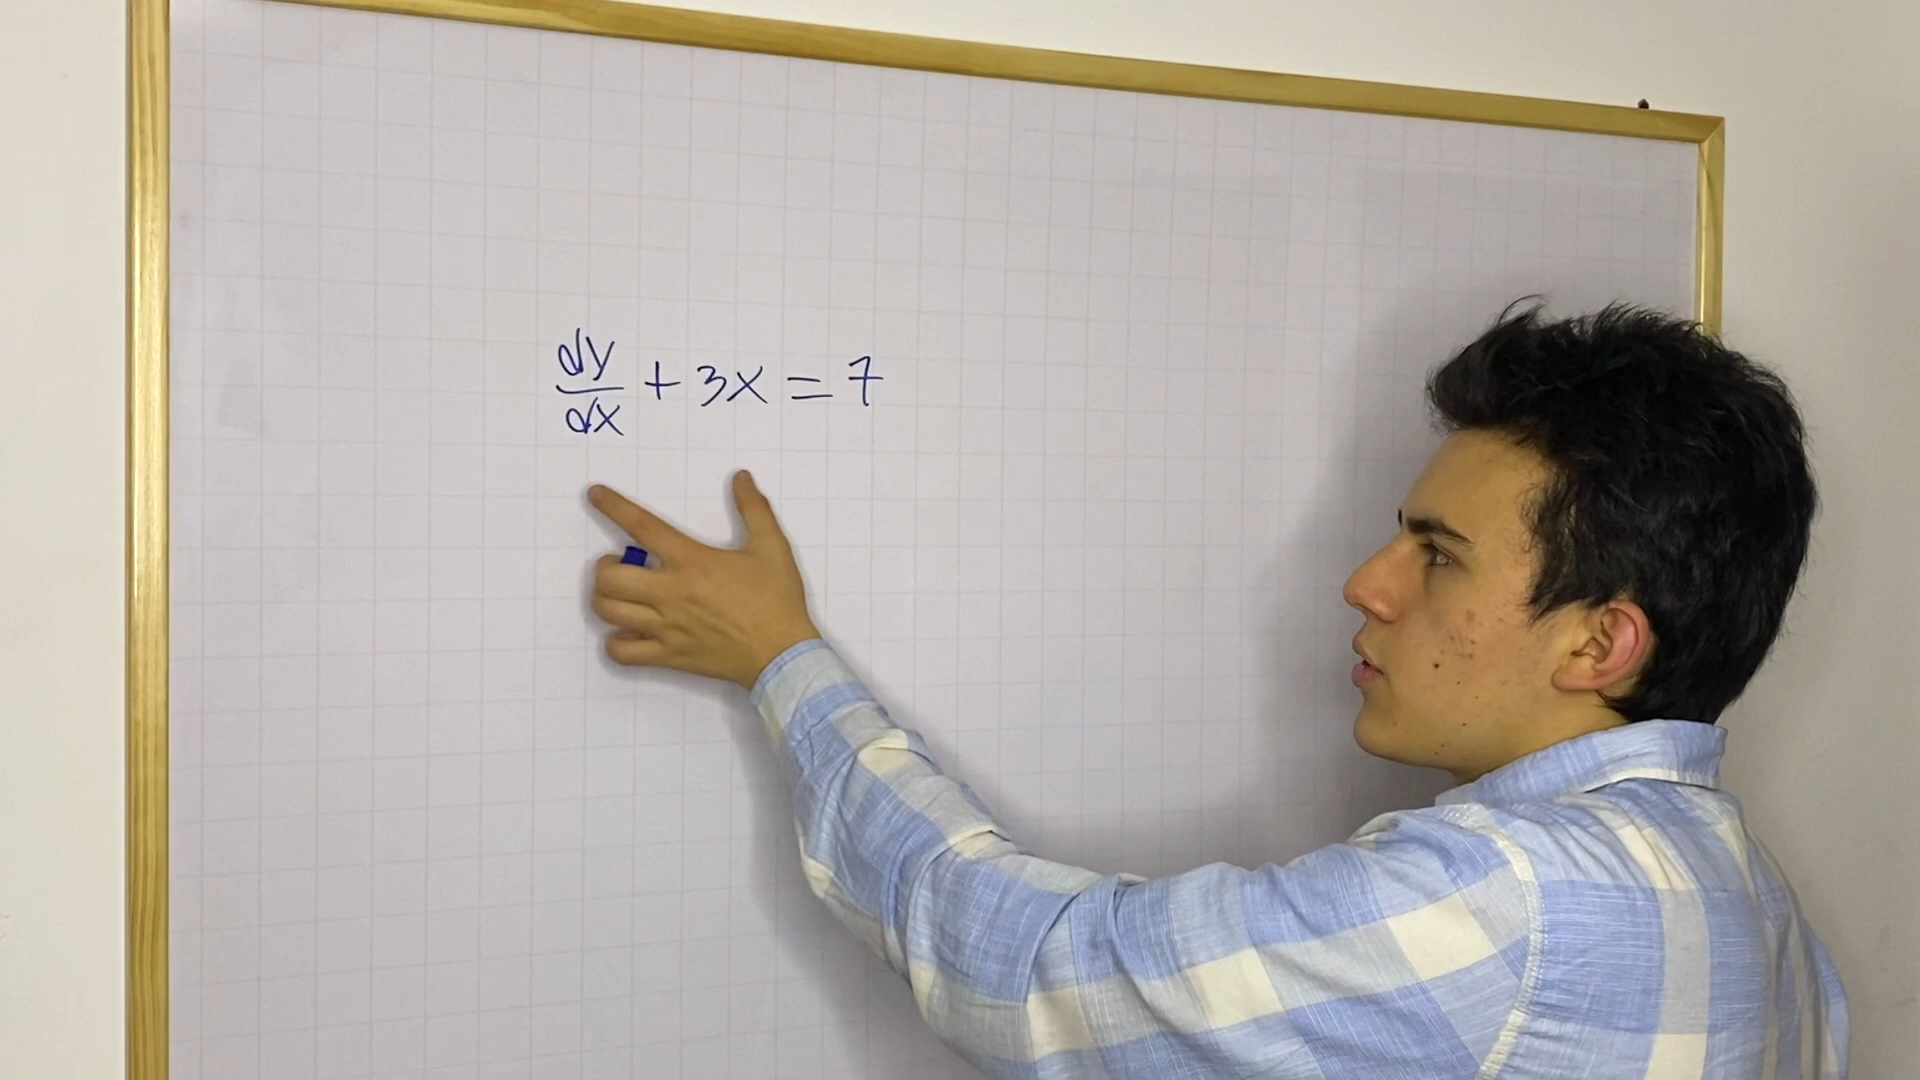 dy/dx + 3x = 7